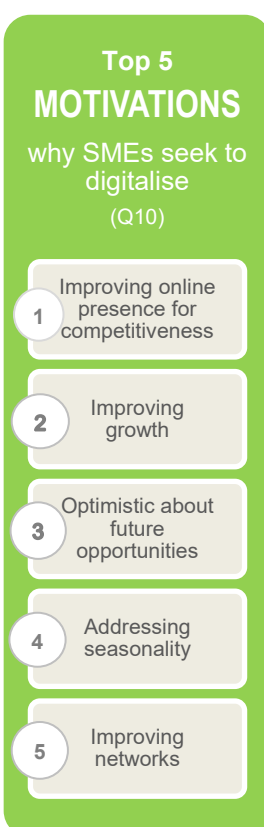 Top 5
MOTIVATIONS
why SMEs seek to
digitalise
(Q10)
1
Improving online
presence for
competitiveness
2
Improving
growth
3
Optimistic about
future
opportunities
4
Addressing
seasonality
5
Improving
networks